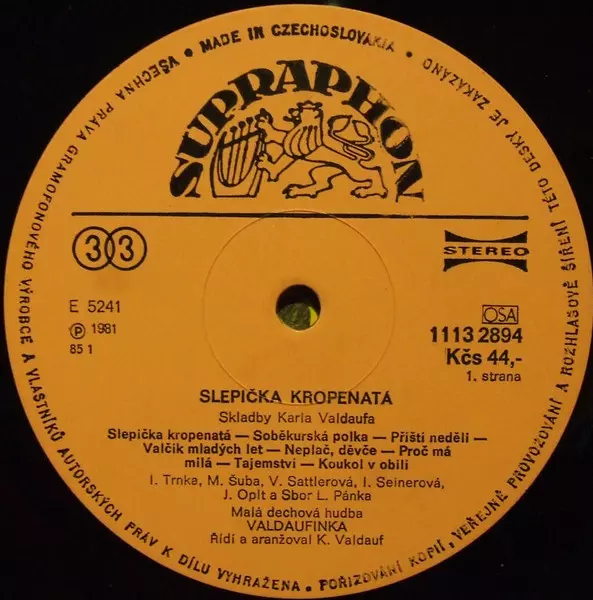 VŠECHNA PRÁVA GRAMOFONOVÉHO VÝROBCE A VLASTNÍKŮ AUTORSKÝCH PRÁV K DÍLU VYHRAŽENA • POŘIZOVÁNÍ KOPIÍ, VEŘEJNÉ PROVOZOVÁNÍ A ROZHLASOVÉ ŠÍŘENÍ TÉTO DESKY JE ZAKÁZÁNO •
MADE IN CZECHOSLOVAKIA •
SUPRAPHON
33
STEREO
E 5241
℗ 1981
85 1
OSA
1113 2894
Kčs 44,-
1. strana
SLEPIČKA KROPENATÁ
Skladby Karla Valdaufa
Slepička kropenatá — Soběkurská polka — Příští neděli —
Valčík mladých let — Neplač, děvče — Proč má
milá — Tajemství — Koukol v obilí
I. Trnka, M. Šuba, V. Sattlerová, I. Seinerová,
J. Oplt a Sbor L. Pánka
Malá dechová hudba
VALDAUFINKA
Řídí a aranžoval K. Valdauf